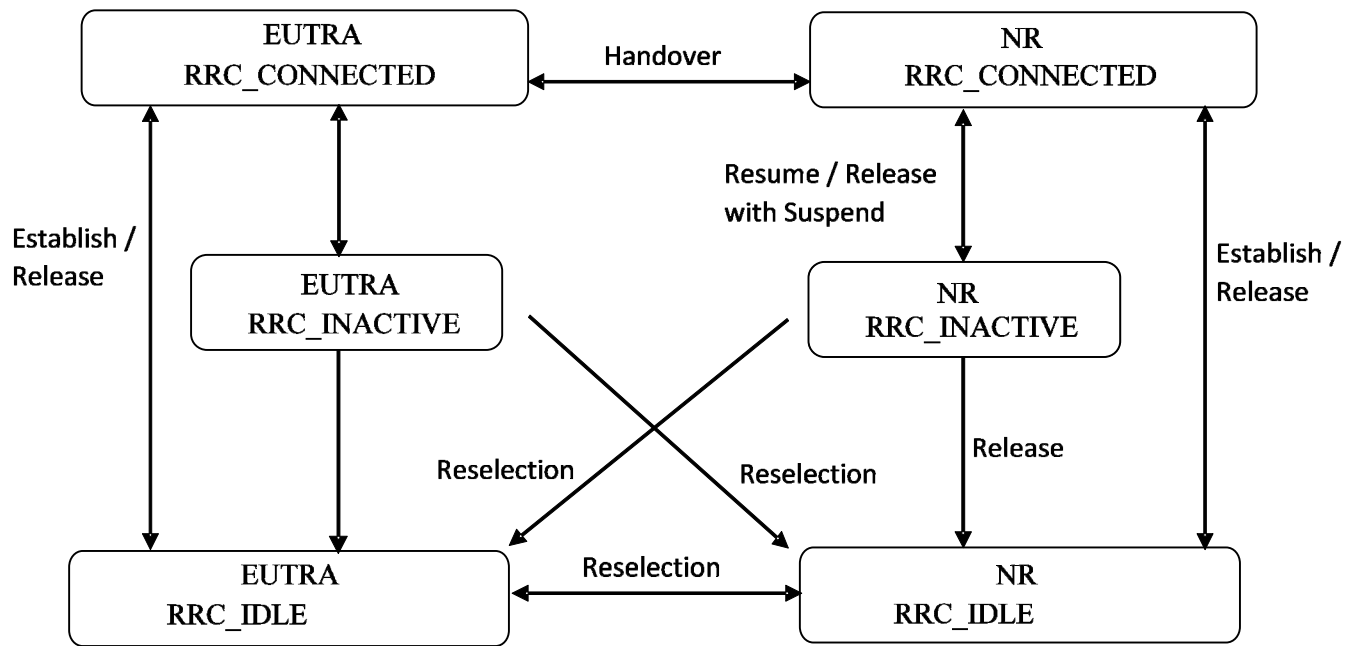 EUTRA
RRC_CONNECTED
Handover
NR
RRC_CONNECTED
Resume / Release
with Suspend
Establish /
Release
EUTRA
RRC_INACTIVE
NR
RRC_INACTIVE
Establish /
Release
Reselection
Reselection
Release
EUTRA
RRC_IDLE
Reselection
NR
RRC_IDLE